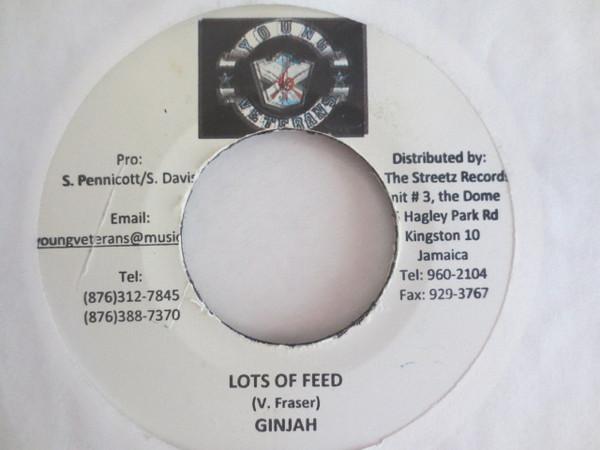 YOUNG
VETERANS
Pro:
S. Pennicott/S. Davis
Email:
youngveterans@music
Tel:
(876)312-7845
(876)388-7370
Distributed by:
The Streetz Records
nit # 3, the Dome
Hagley Park Rd
Kingston 10
Jamaica
Tel: 960-2104
Fax: 929-3767
LOTS OF FEED
(V. Fraser)
GINJAH